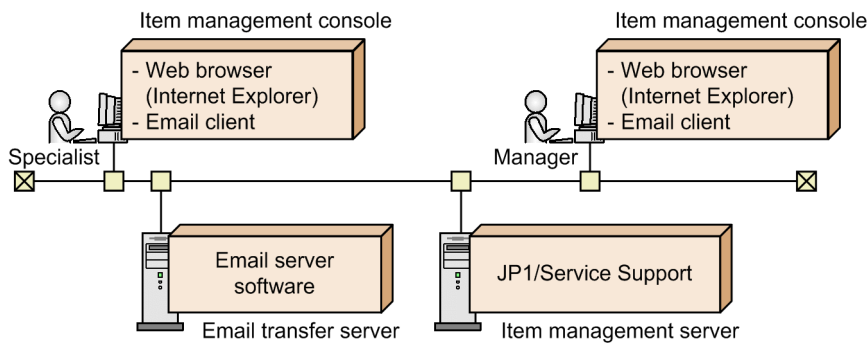 Item management console
- Web browser
(Internet Explorer)
- Email client
Specialist
Item management console
- Web browser
(Internet Explorer)
- Email client
Manager
Email server
software
Email transfer server
JP1/Service Support
Item management server